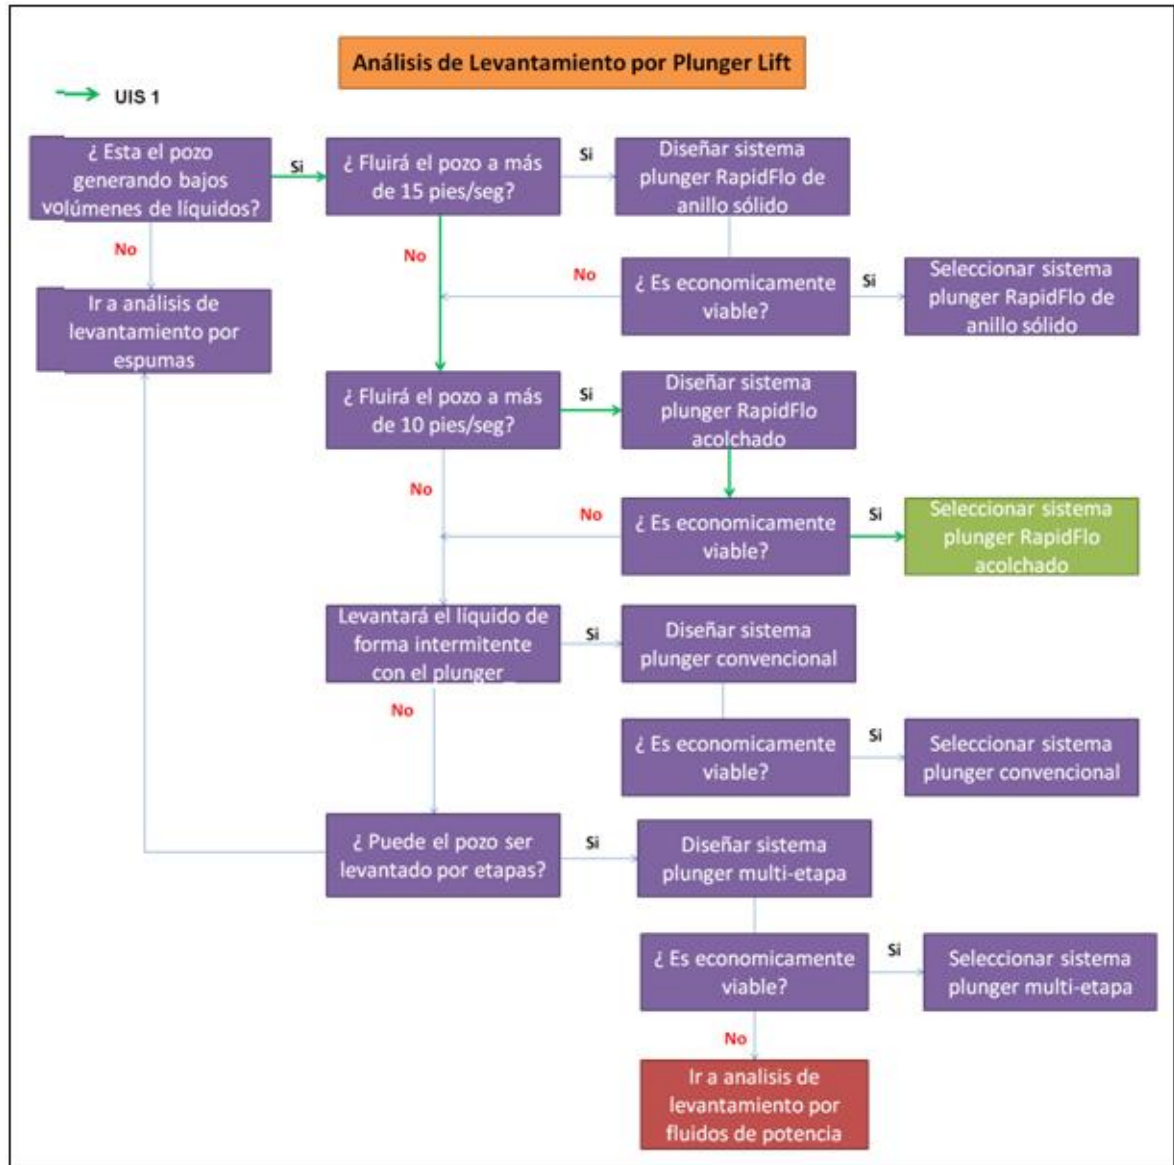 Análisis de Levantamiento por Plunger Lift
UIS 1
¿ Esta el pozo
generando bajos
volúmenes de líquidos?
Si
¿ Fluirá el pozo a más
de 15 pies/seg?
Si
Diseñar sistema
plunger RapidFlo de
anillo sólido
No
No
No
¿ Es economicamente
viable?
Si
Seleccionar sistema
plunger RapidFlo de
anillo sólido
Ir a análisis de
levantamiento por
espumas
¿ Fluirá el pozo a más
de 10 pies/seg?
Si
Diseñar sistema
plunger RapidFlo
acolchado
No
No
¿ Es economicamente
viable?
Si
Seleccionar sistema
plunger RapidFlo
acolchado
Levantará el líquido de
forma intermitente
con el plunger_
Si
Diseñar sistema
plunger convencional
No
¿ Es economicamente
viable?
Si
Seleccionar sistema
plunger convencional
¿ Puede el pozo ser
levantado por etapas?
Si
Diseñar sistema
plunger multi-etapa
¿ Es economicamente
viable?
Si
Seleccionar sistema
plunger multi-etapa
No
Ir a analisis de
levantamiento por
fluidos de potencia